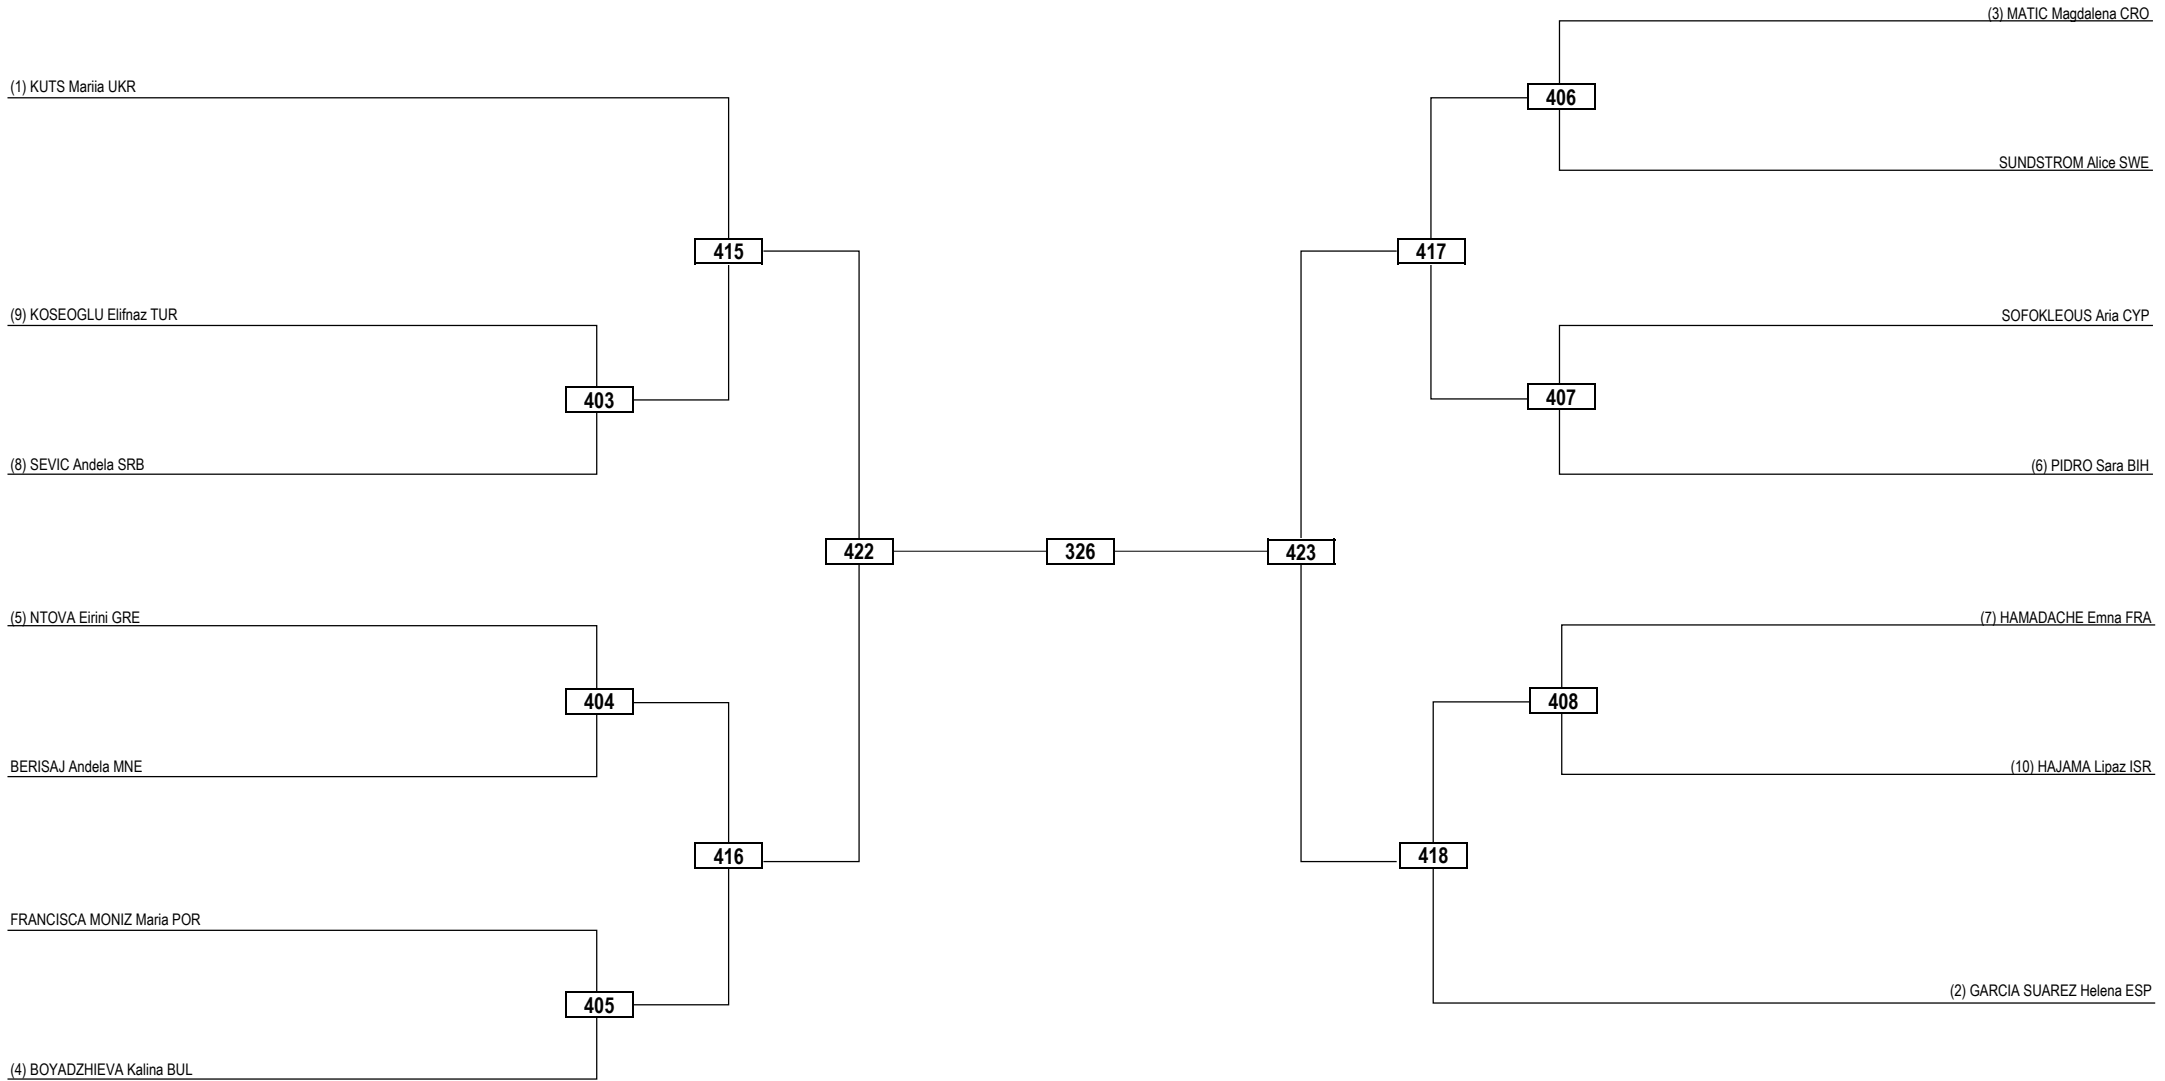 (1) KUTS Mariia UKR
415
(9) KOSEOGLU Elifnaz TUR
403
(8) SEVIC Andela SRB
422
(5) NTOVA Eirini GRE
404
BERISAJ Andela MNE
416
FRANCISCA MONIZ Maria POR
405
(4) BOYADZHIEVA Kalina BUL
326
(3) MATIC Magdalena CRO
406
SUNDSTROM Alice SWE
417
SOFOKLEOUS Aria CYP
407
(6) PIDRO Sara BIH
423
(7) HAMADACHE Emna FRA
408
(10) HAJAMA Lipaz ISR
418
(2) GARCIA SUAREZ Helena ESP